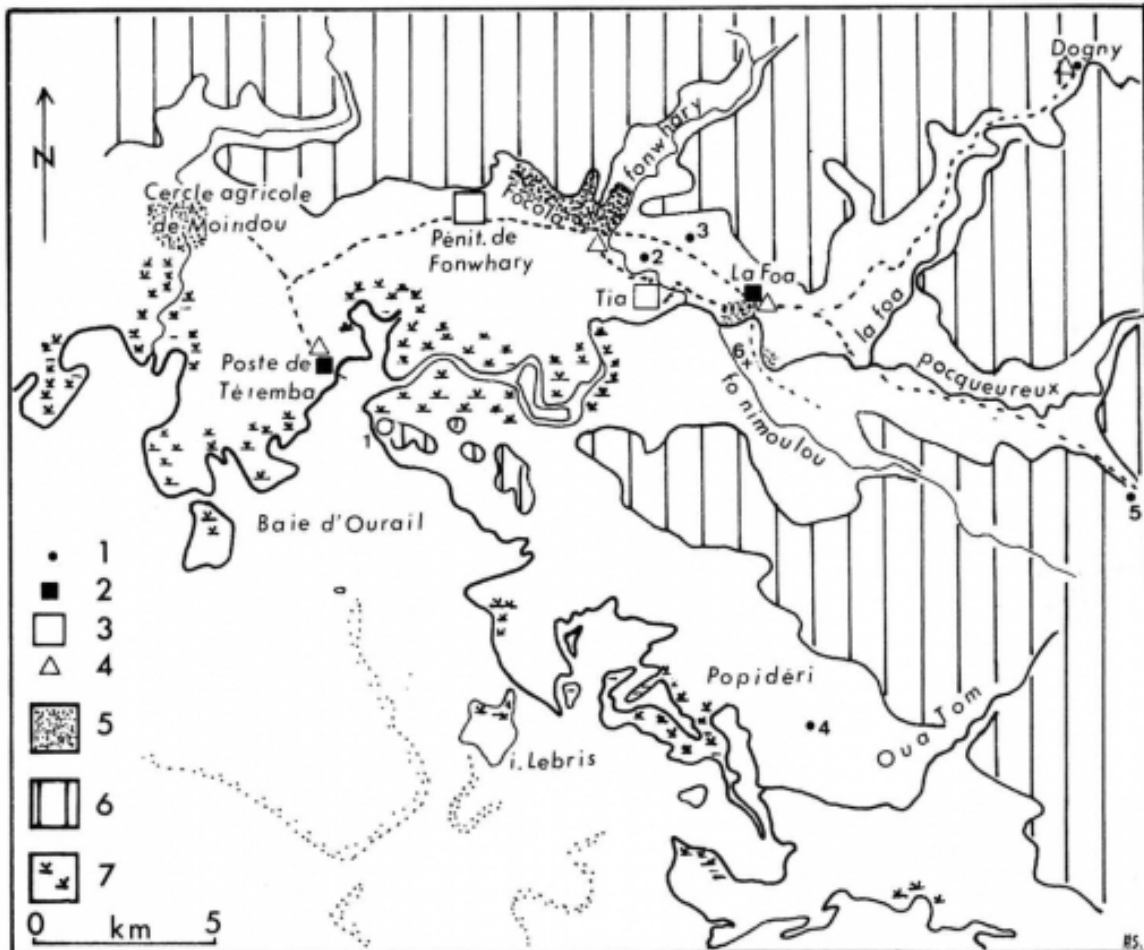 Dogny
N
fonwhary
Cercle agricole
de Moindou
Focola
Pénit. de
Fonwhary
3
2
La Foa
Tia
la foa
Poste de
Téremba
6
pocqueureux
fonimoulou
1
5
Baie d'Ourail
1
2
3
4
5
6
7
Popidéri
4
Oua Tom
i. Lebris
0 5
km